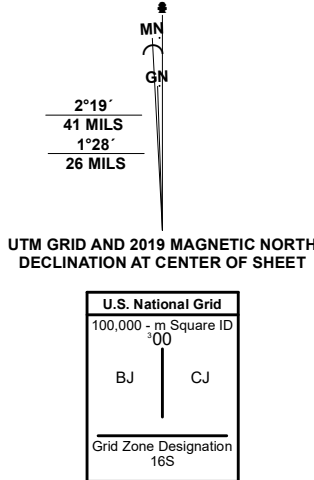 MN
GN
2°19´
41 MILS
1°28´
26 MILS
UTM GRID AND 2019 MAGNETIC NORTH
DECLINATION AT CENTER OF SHEET
U.S. National Grid
100,000 - m Square ID
³00
BJ CJ
Grid Zone Designation
16S